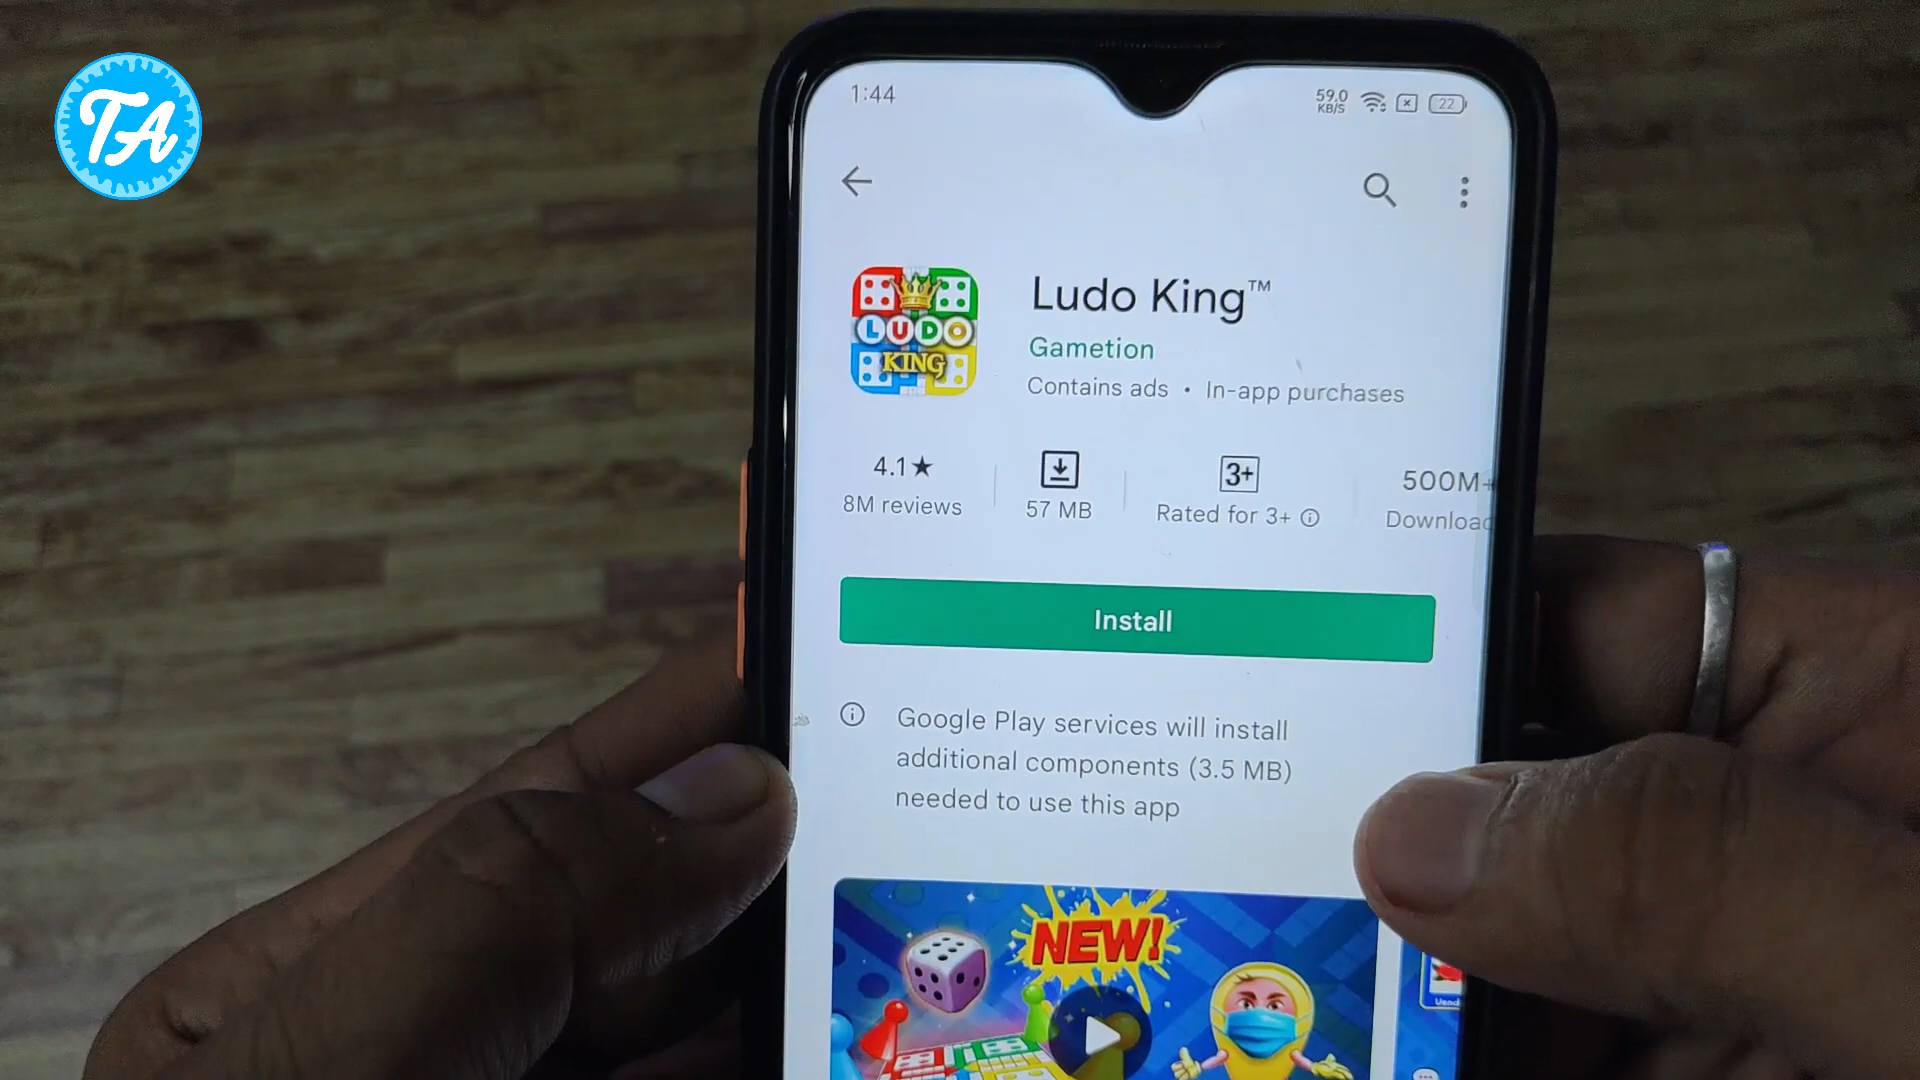 TA
1:44
59.0
KB/S
22
Ludo King™
LUDO
KING
Gametion
Contains ads • In-app purchases
4.1★
3+
500M+
8M reviews
57 MB
Rated for 3+
Download
Install
Google Play services will install
additional components (3.5 MB)
needed to use this app
NEW!